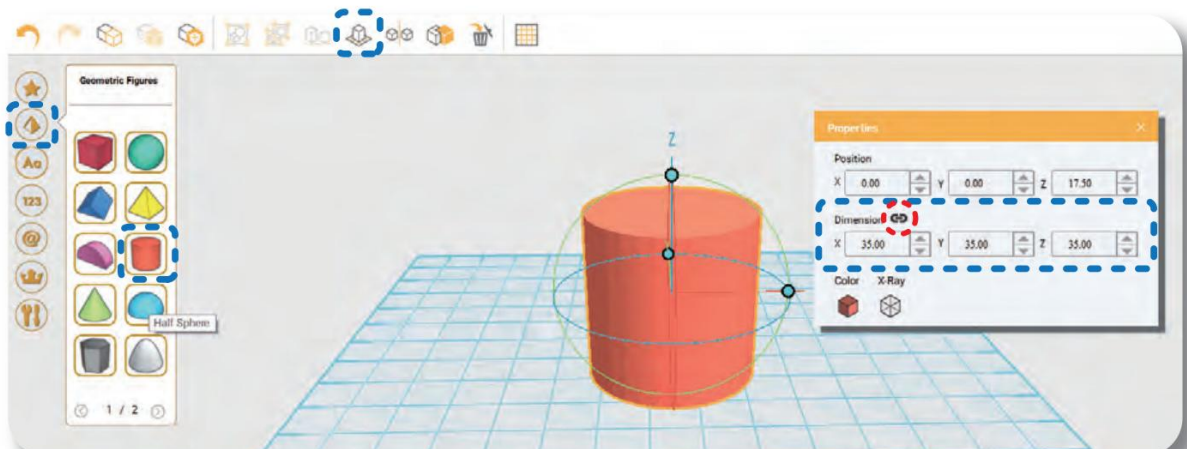 Geometric Figures
Aa
123
@
Half Sphere
1 / 2
Z
Properties
Position
X 0.00 Y 0.00 Z 17.50
Dimension
X 35.00 Y 35.00 Z 35.00
Color X-Ray